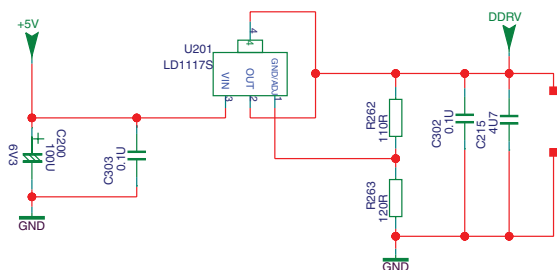 +5V
DDRV
4
4
U201
LD1117S
VIN
OUT
GND/ADJ
3
2
1
C200
100U
6V3
C303
0.1U
R262
110R
C302
0.1U
C215
4U7
R263
120R
GND
GND